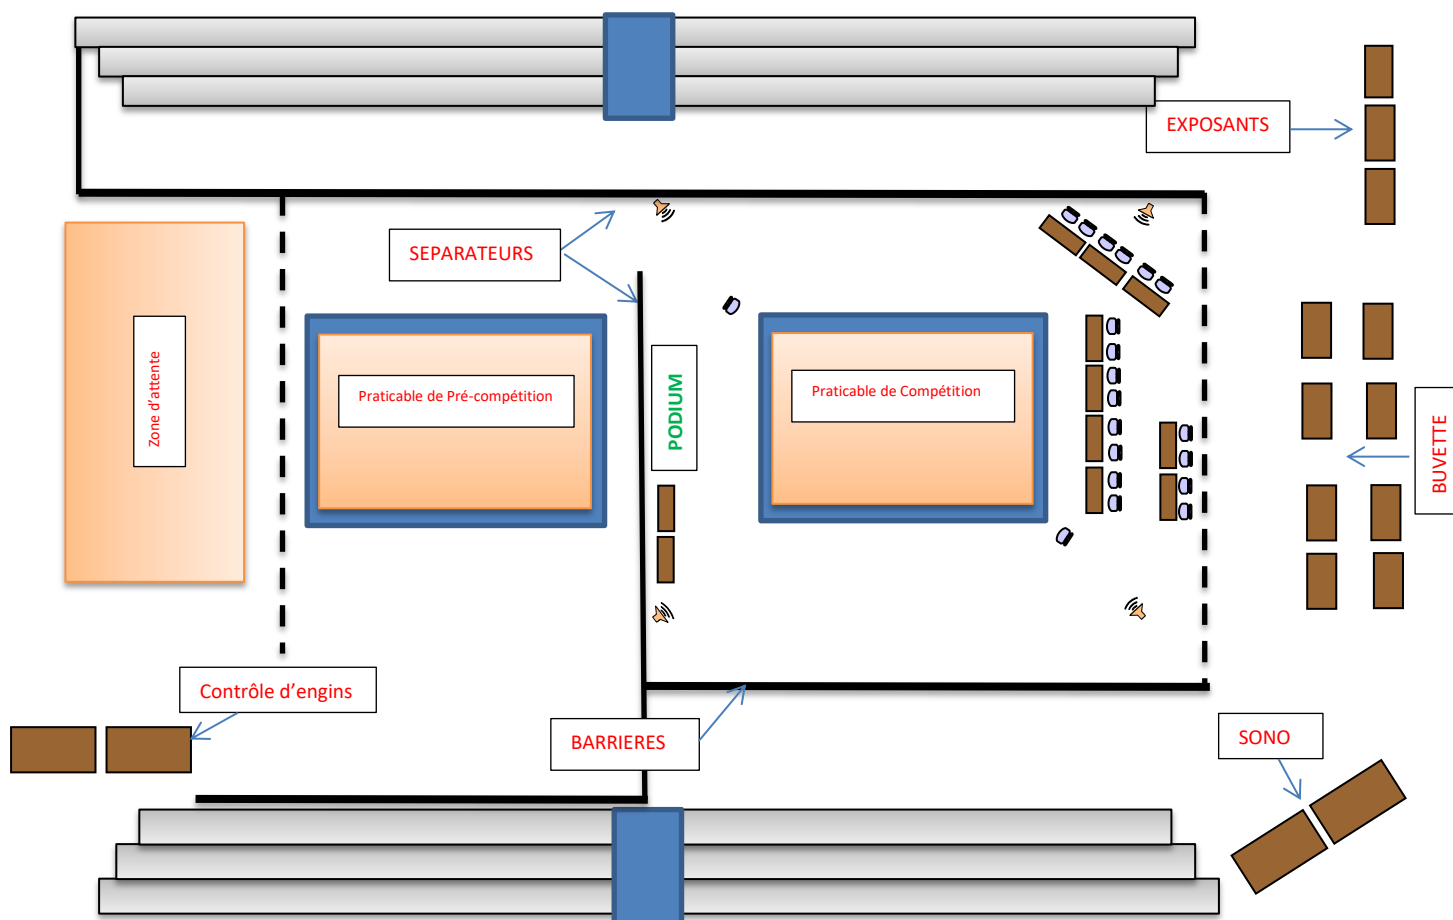 EXPOSANTS
SEPARATEURS
Zone d'attente
Praticable de Pré-compétition
PODIUM
Praticable de Compétition
BUVETTE
Contrôle d'engins
BARRIERES
SONO